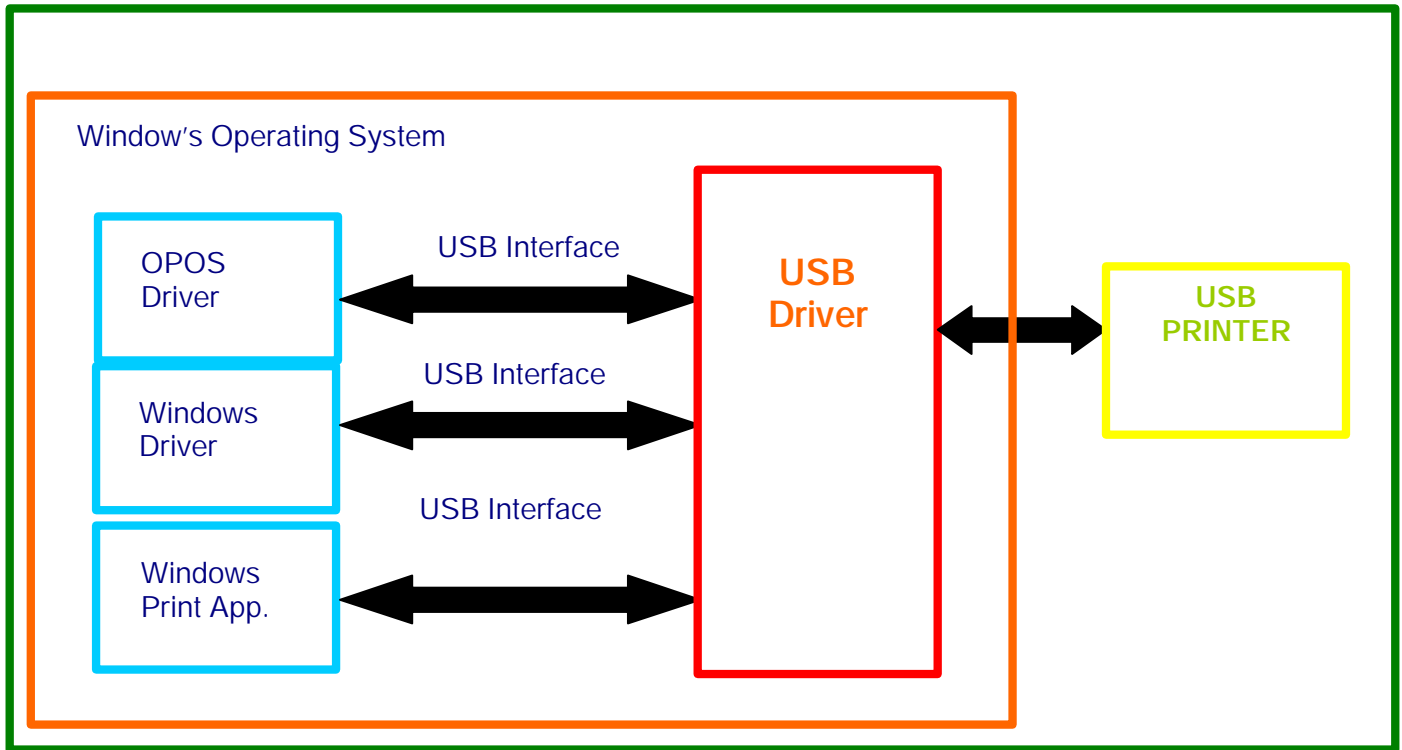 Window's Operating System
OPOS
Driver
USB Interface
USB
Driver
USB
PRINTER
USB Interface
Windows
Driver
USB Interface
Windows
Print App.